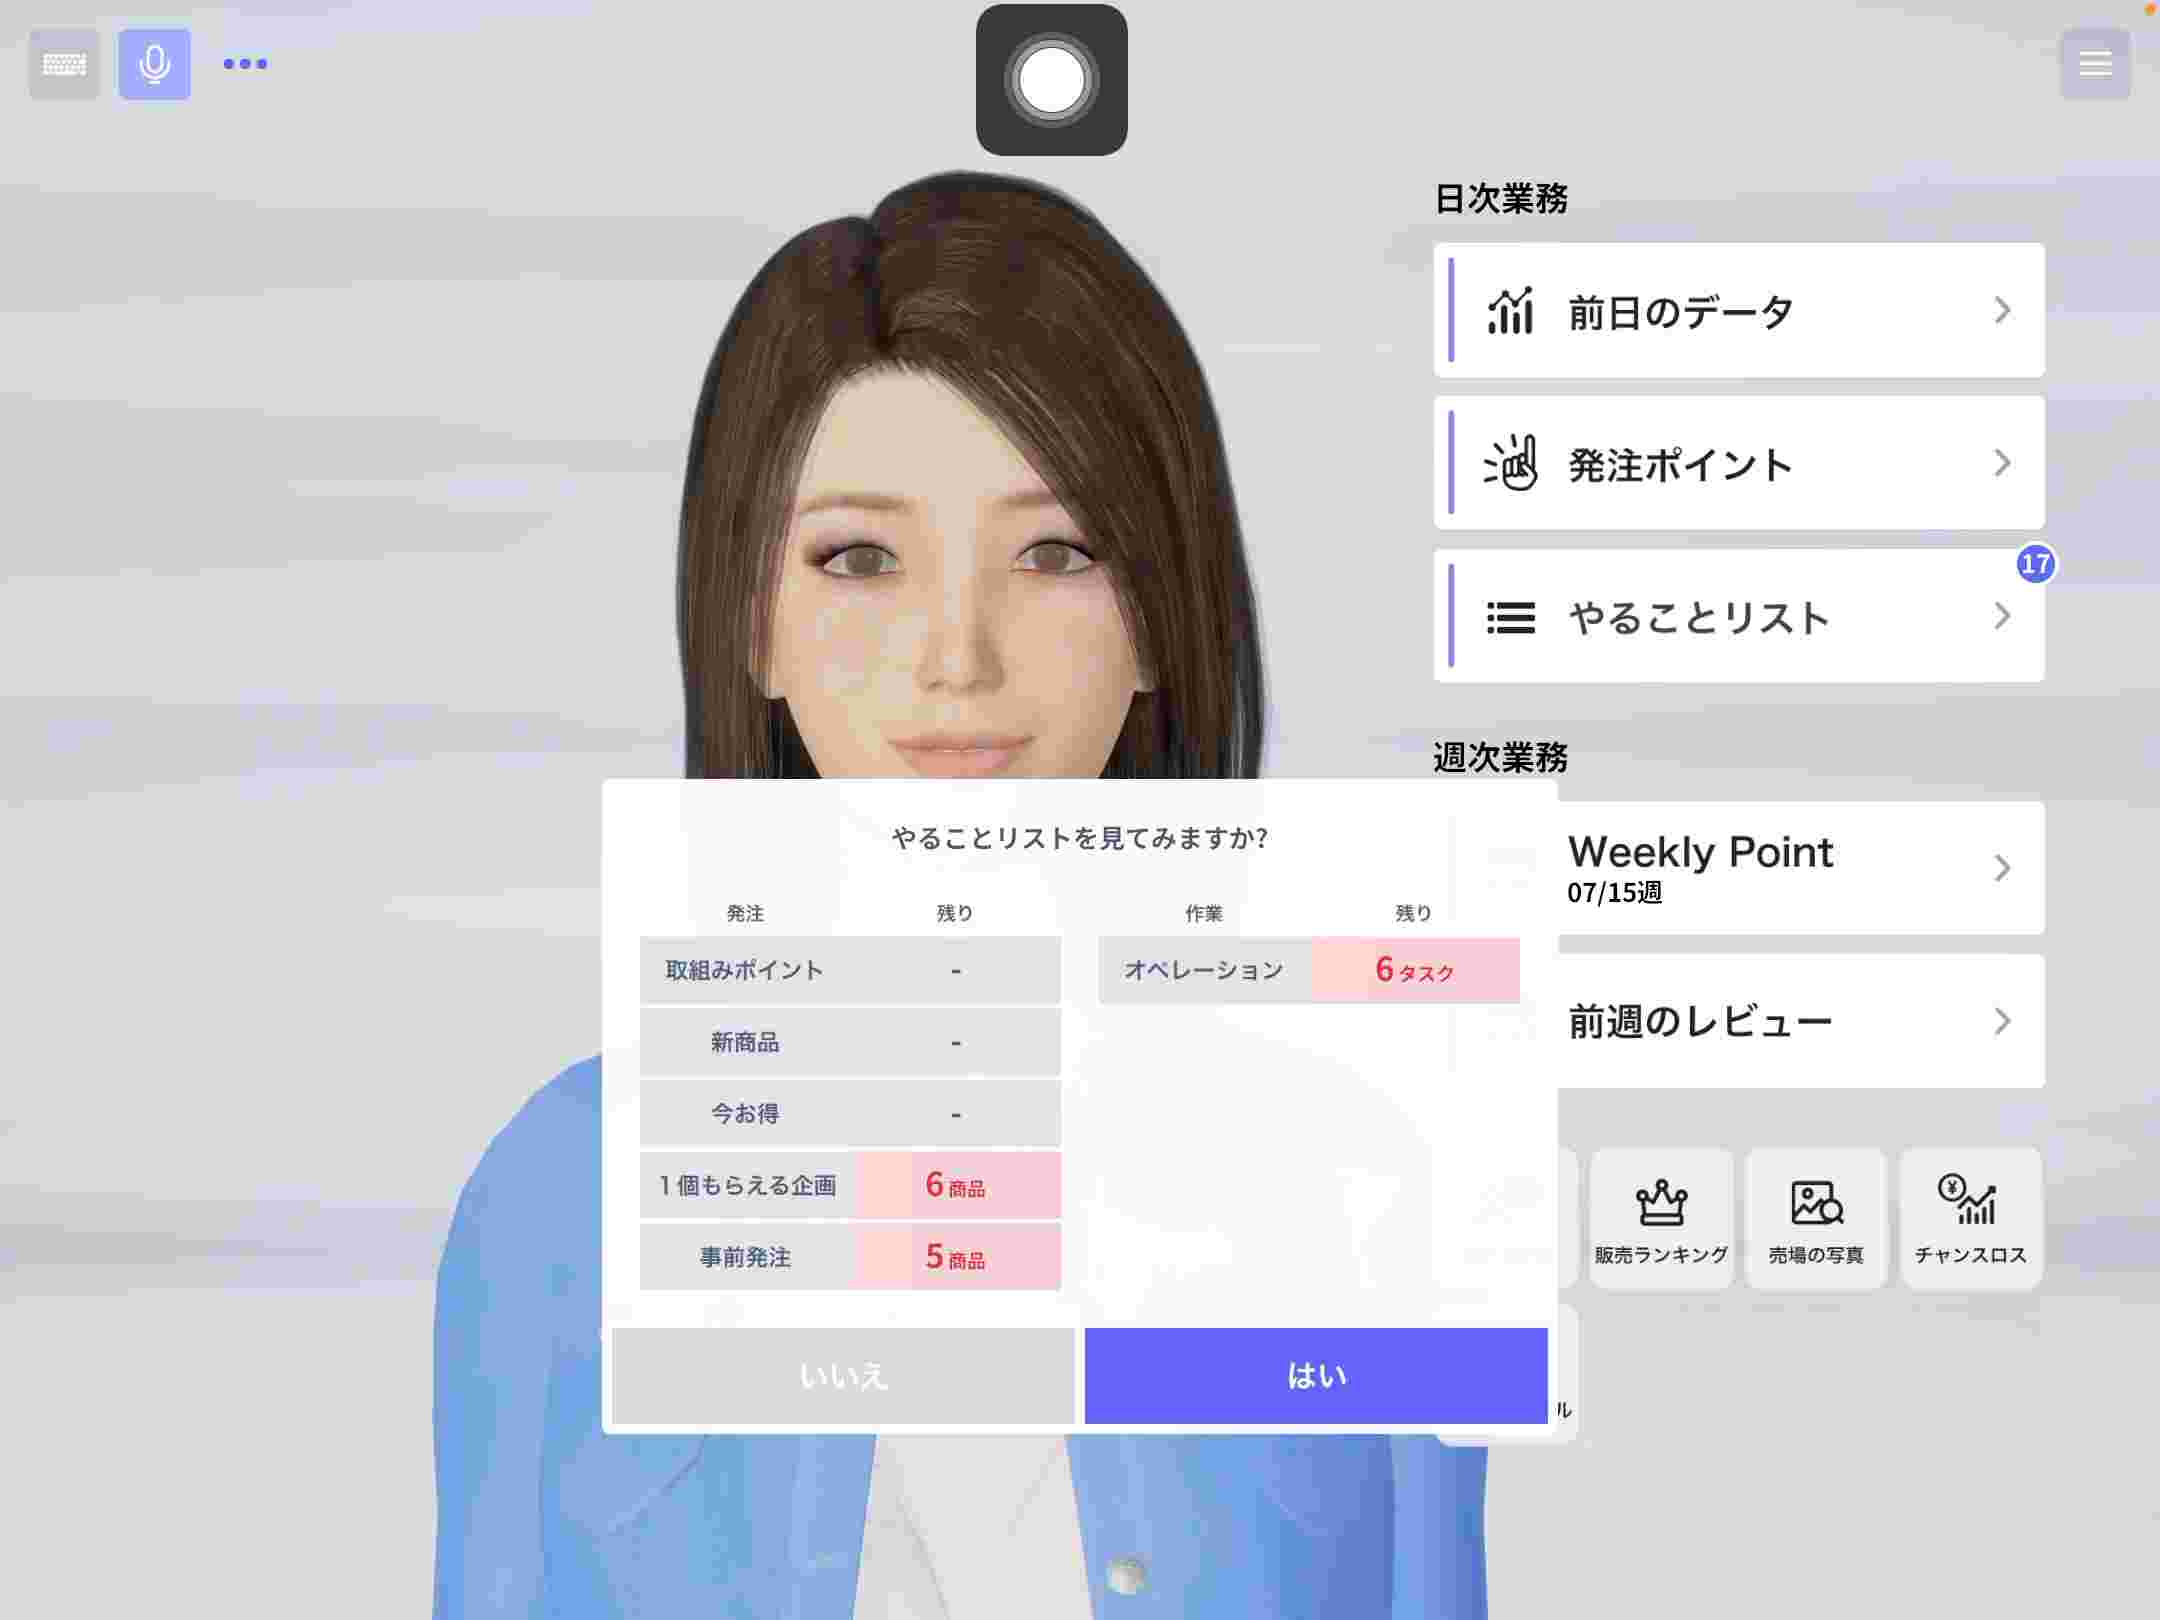 日次業務
前日のデータ
発注ポイント
17
やることリスト
週次業務
Weekly Point
07/15週
前週のレビュー
販売ランキング
売場の写真
チャンスロス
ル
やることリストを見てみますか?
発注 残り
取組みポイント -
新商品 -
今お得 -
1個もらえる企画 6商品
事前発注 5商品
作業 残り
オペレーション 6タスク
いいえ
はい